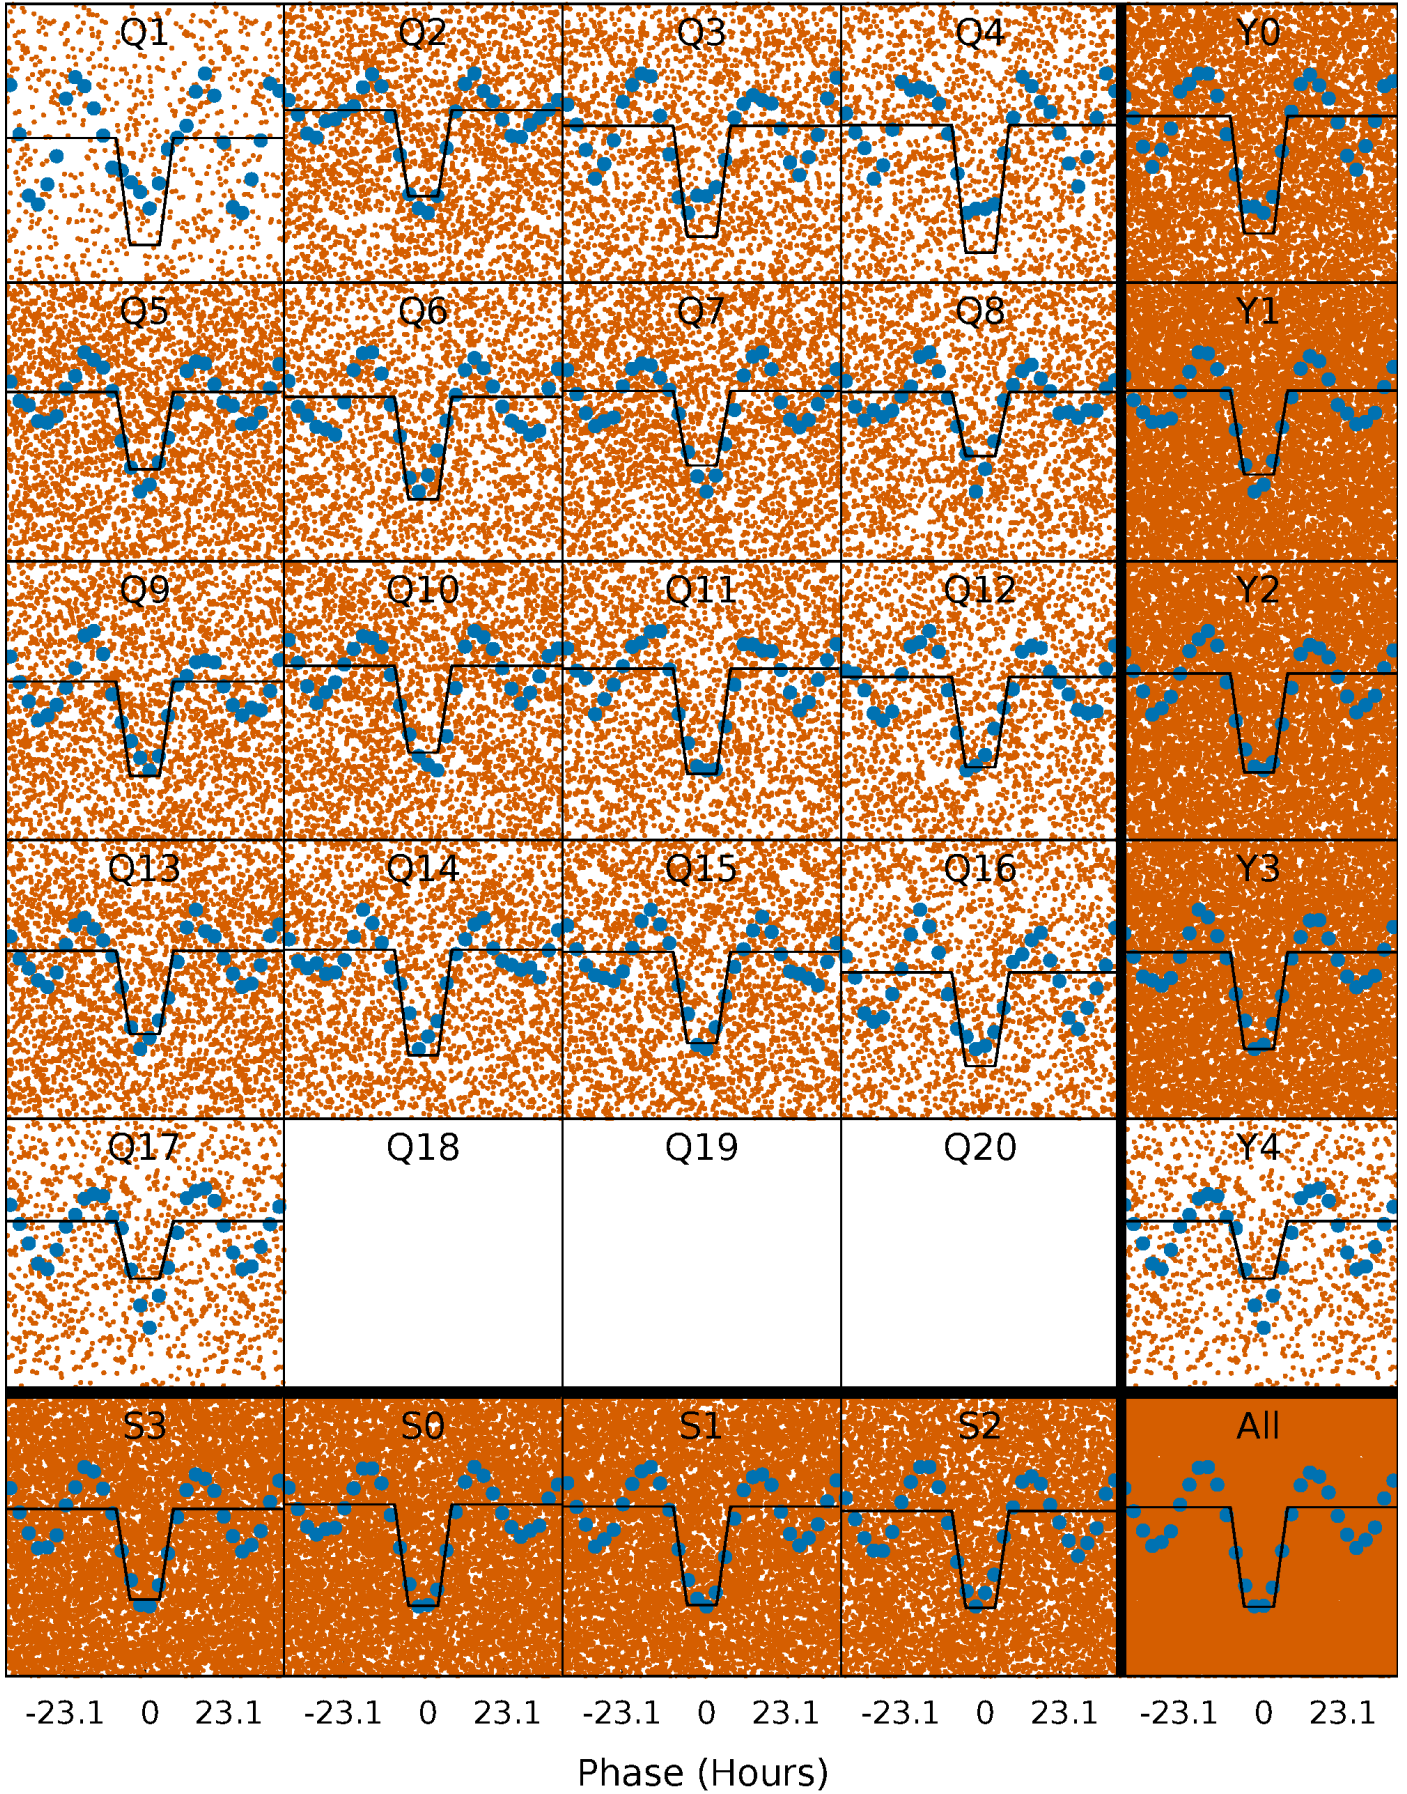 Q1 Q2 Q3 Q4 Y0
Q5 Q6 Q7 Q8 Y1
Q9 Q10 Q11 Q12 Y2
Q13 Q14 Q15 Q16 Y3
Q17 Q18 Q19 Q20 Y4
S3 S0 S1 S2 All
-23.1 0 23.1 -23.1 0 23.1 -23.1 0 23.1 -23.1 0 23.1 -23.1 0 23.1
Phase (Hours)